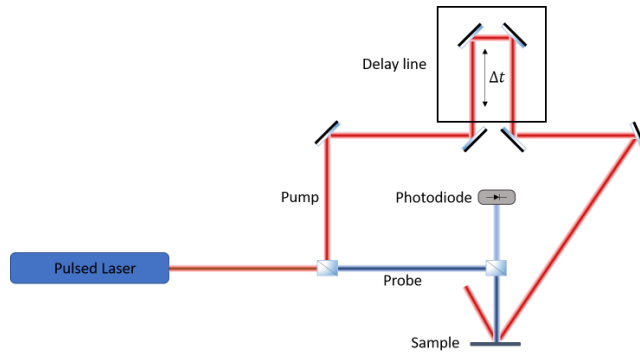 Delay line
Δt
Pump
Photodiode
Pulsed Laser
Probe
Sample